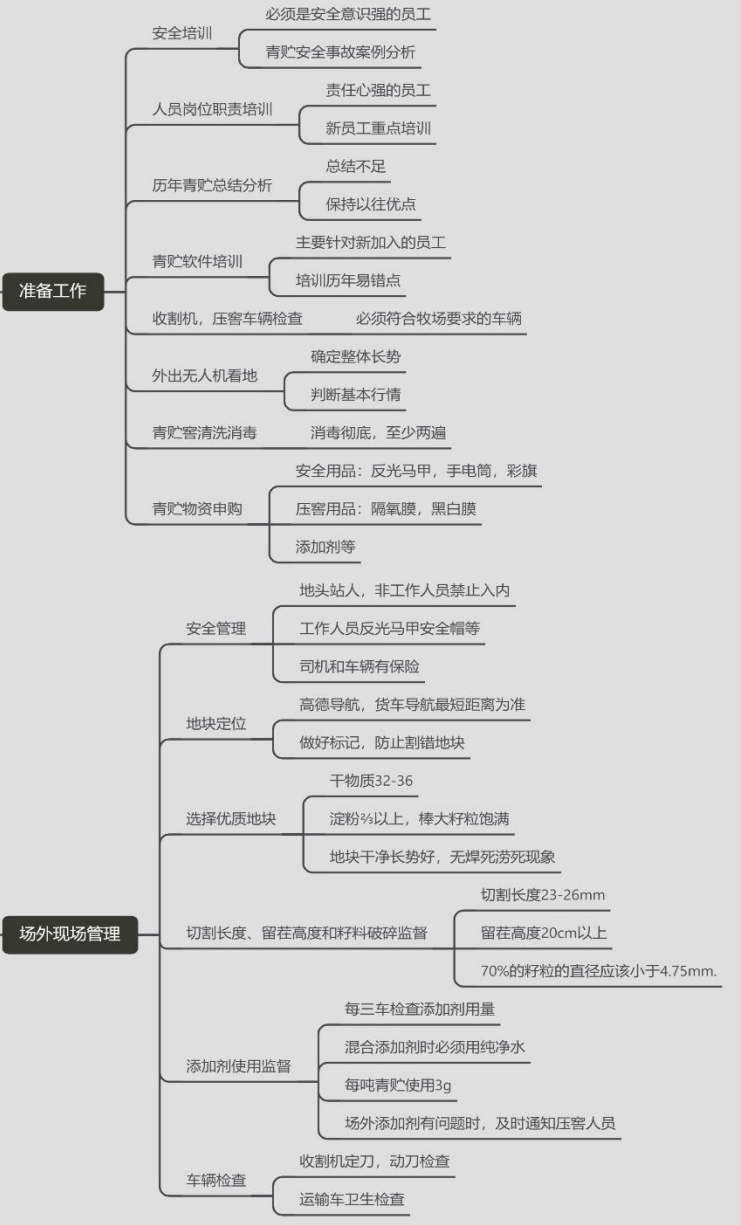 准备工作
安全培训
必须是安全意识强的员工
青贮安全事故案例分析
人员岗位职责培训
责任心强的员工
新员工重点培训
历年青贮总结分析
总结不足
保持以往优点
青贮软件培训
主要针对新加入的员工
培训历年易错点
收割机，压窖车辆检查
必须符合牧场要求的车辆
外出无人机看地
确定整体长势
判断基本行情
青贮窖清洗消毒
消毒彻底，至少两遍
青贮物资申购
安全用品：反光马甲，手电筒，彩旗
压窖用品：隔氧膜，黑白膜
添加剂等
场外现场管理
安全管理
地头站人，非工作人员禁止入内
工作人员反光马甲安全帽等
司机和车辆有保险
地块定位
高德导航，货车导航最短距离为准
做好标记，防止割错地块
选择优质地块
干物质32-36
淀粉⅔以上，棒大籽粒饱满
地块干净长势好，无焊死涝死现象
切割长度、留茬高度和籽料破碎监督
切割长度23-26mm
留茬高度20cm以上
70%的籽粒的直径应该小于4.75mm.
添加剂使用监督
每三车检查添加剂用量
混合添加剂时必须用纯净水
每吨青贮使用3g
场外添加剂有问题时，及时通知压窖人员
车辆检查
收割机定刀，动刀检查
运输车卫生检查